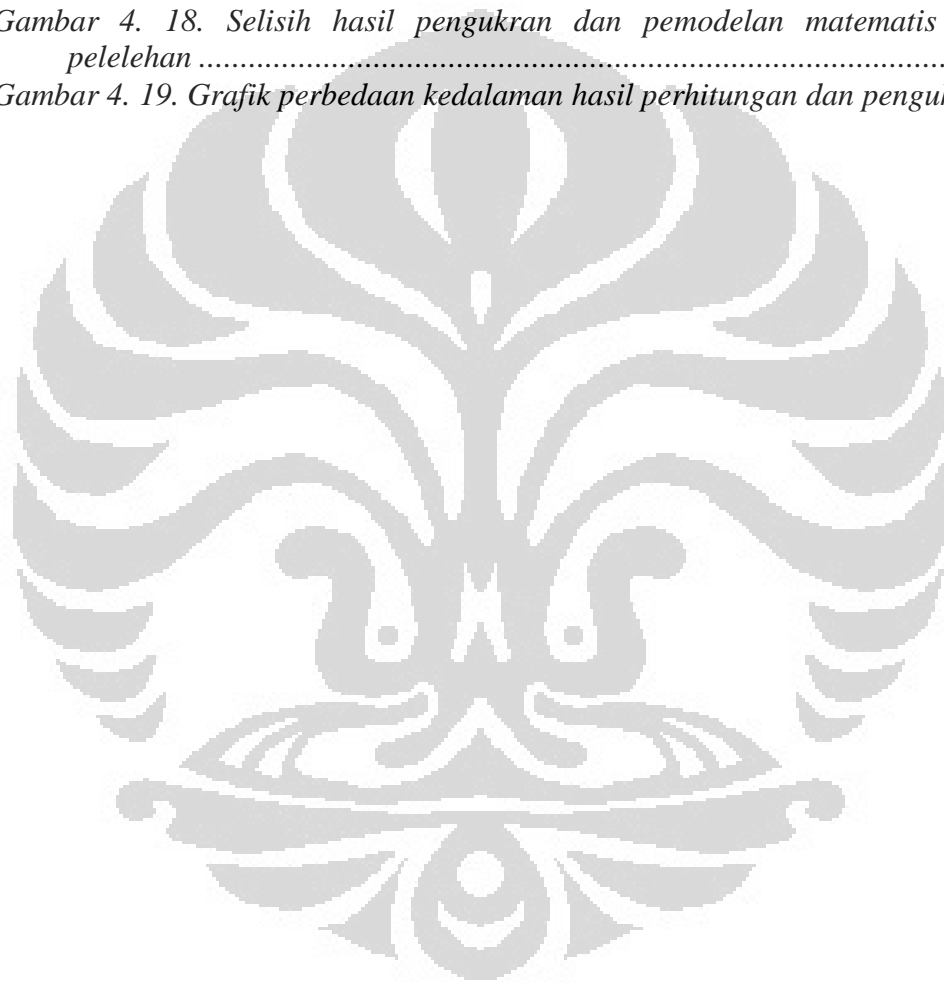 Gambar 4. 18. Selisih hasil pengukran dan pemodelan matematis
pelelehan ..........................................................................................
Gambar 4. 19. Grafik perbedaan kedalaman hasil perhitungan dan